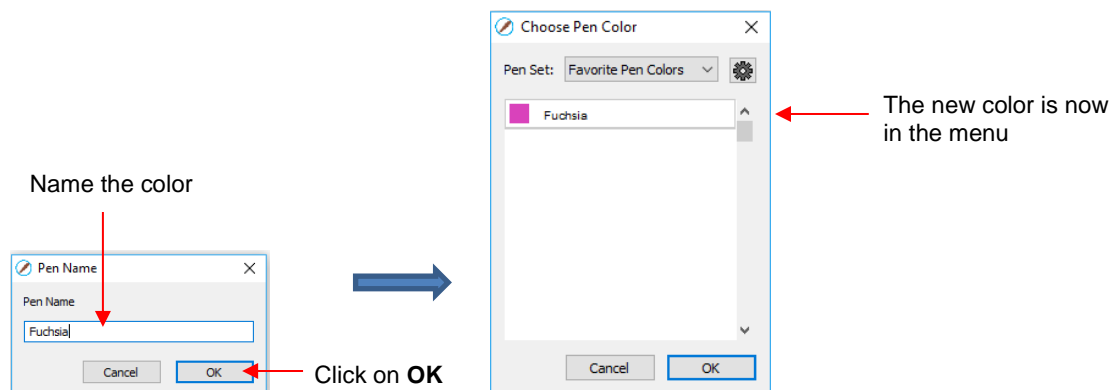 Name the color
Pen Name
Pen Name
Fuchsia
Cancel OK
Click on OK
Choose Pen Color
Pen Set: Favorite Pen Colors
Fuchsia
Cancel OK
The new color is now
in the menu